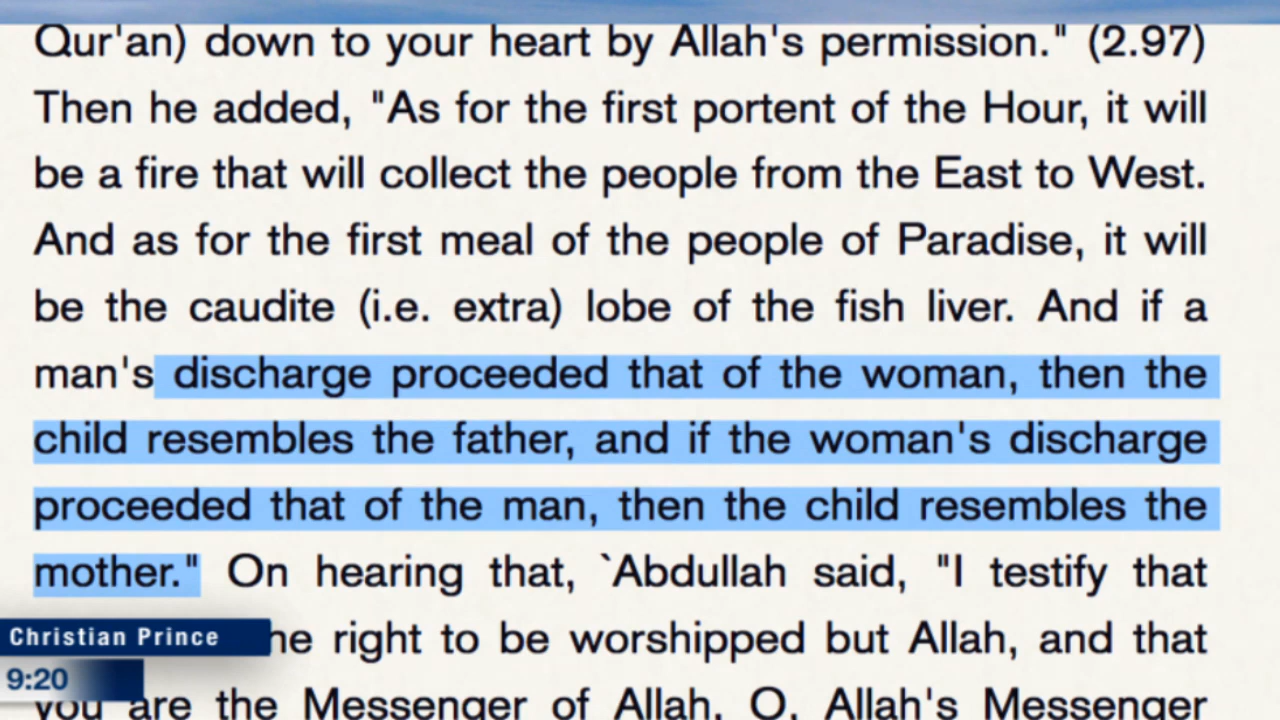 Qur'an) down to your heart by Allah's permission." (2.97)
Then he added, "As for the first portent of the Hour, it will
be a fire that will collect the people from the East to West.
And as for the first meal of the people of Paradise, it will
be the caudite (i.e. extra) lobe of the fish liver. And if a
man's discharge proceeded that of the woman, then the
child resembles the father, and if the woman's discharge
proceeded that of the man, then the child resembles the
mother." On hearing that, `Abdullah said, "I testify that
right to be worshipped but Allah, and that
you are the Messenger of Allah, O, Allah's Messenger
Christian Prince
9:20